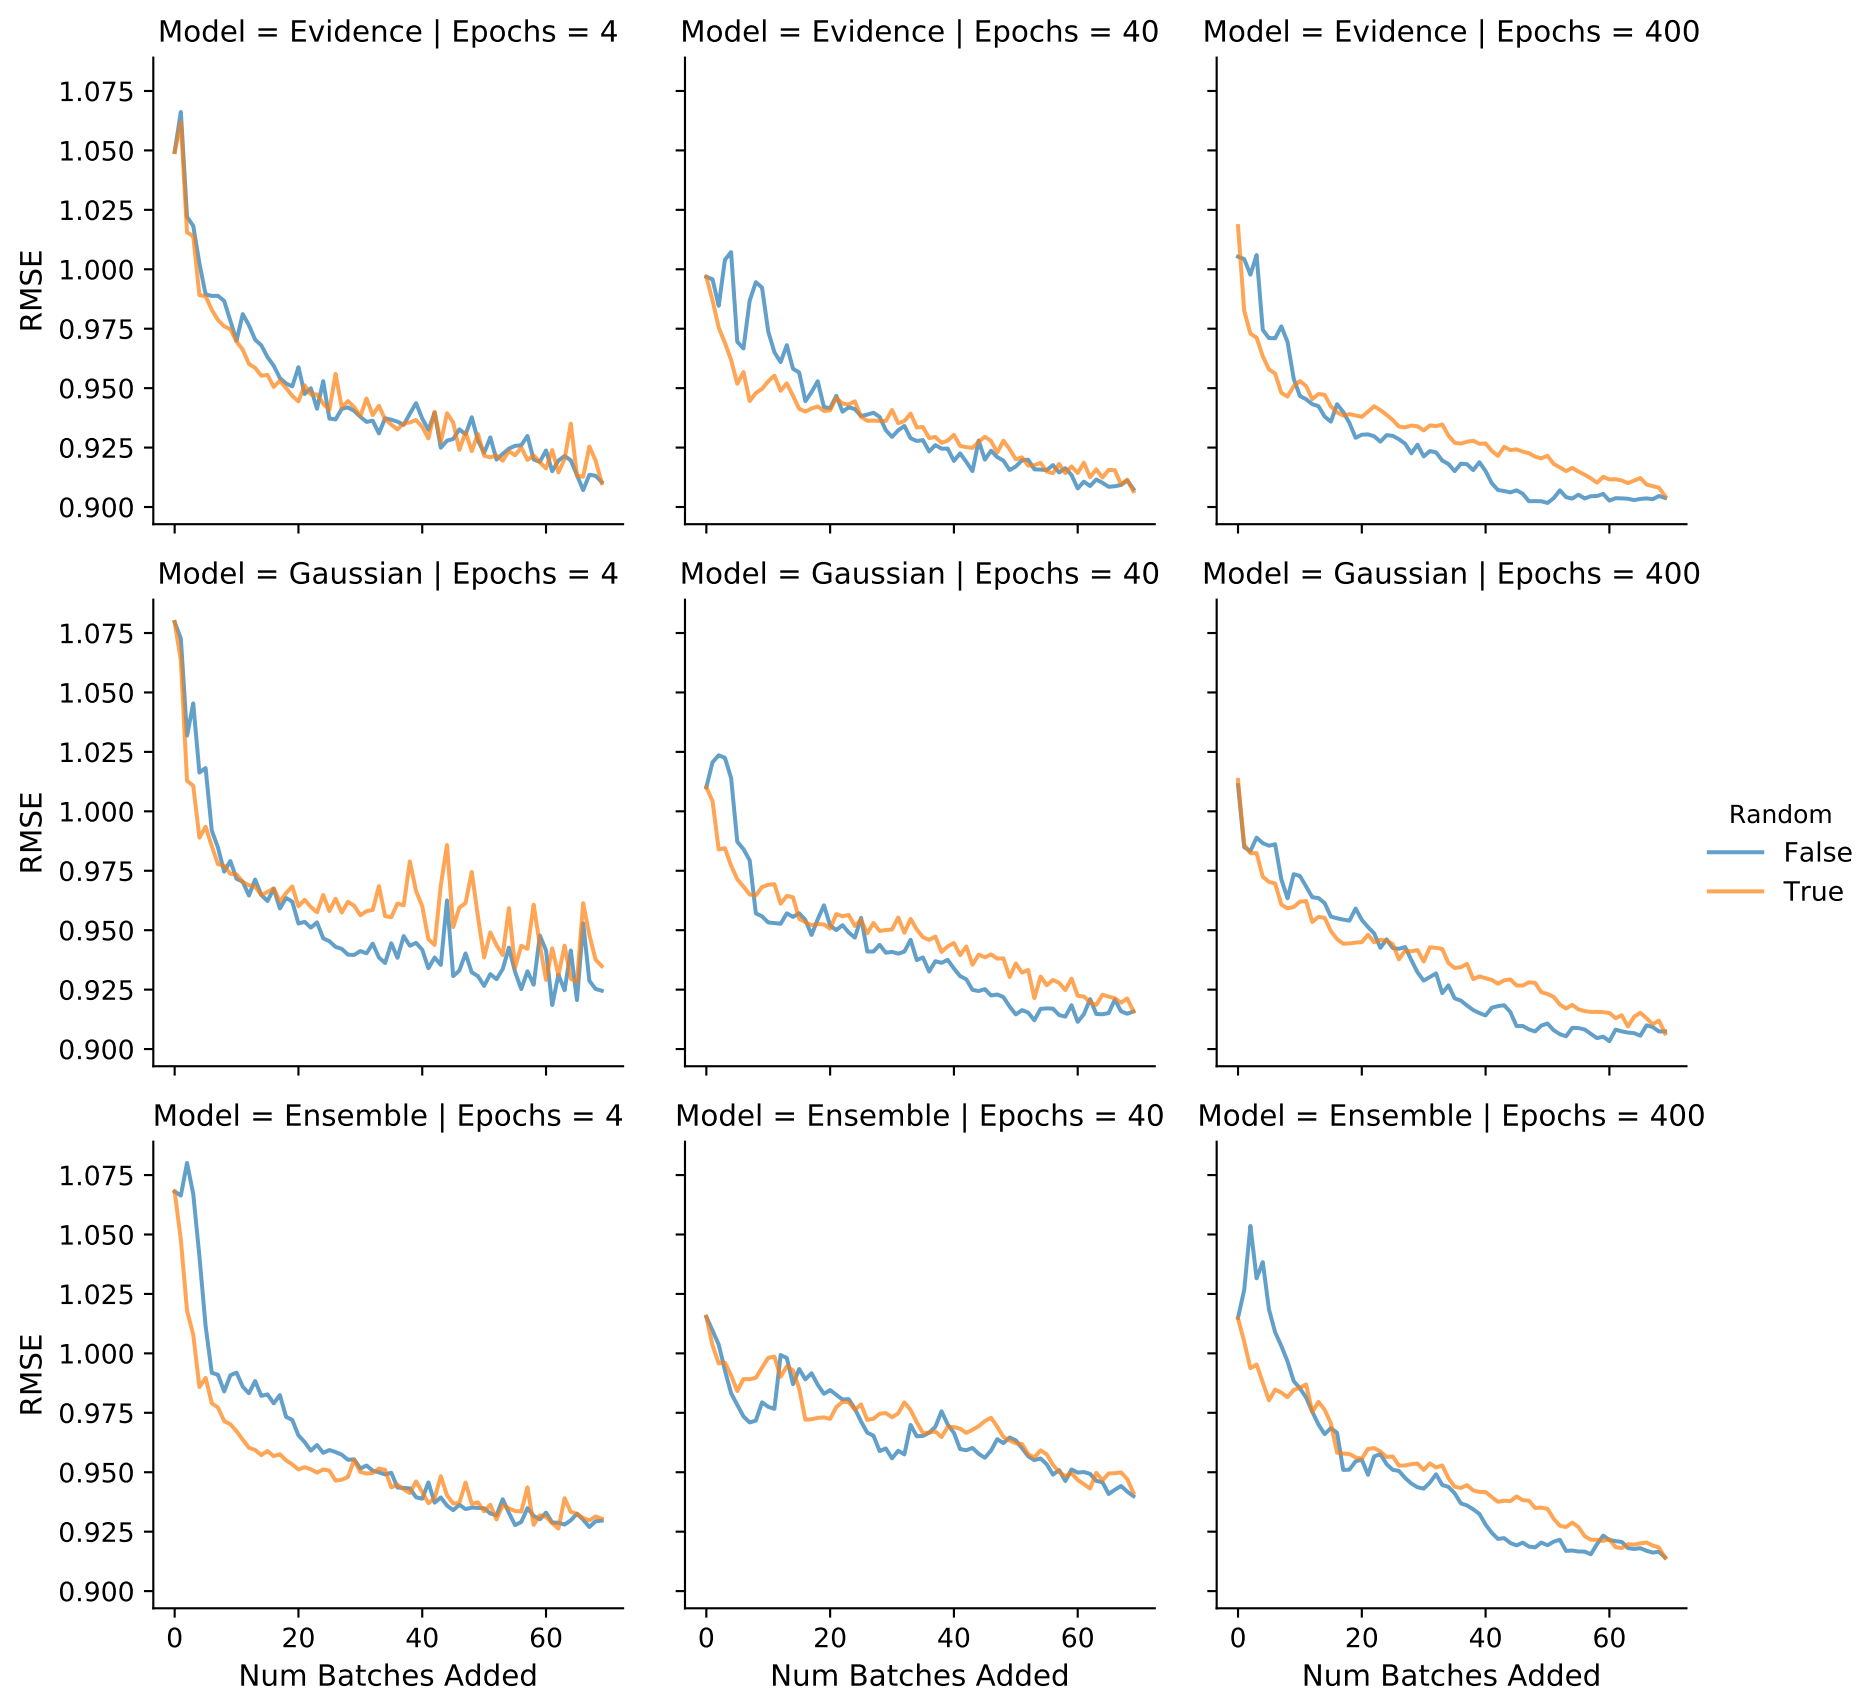 Model = Evidence | Epochs = 4
Model = Evidence | Epochs = 40
Model = Evidence | Epochs = 400
RMSE
1.075
1.050
1.025
1.000
0.975
0.950
0.925
0.900
Model = Gaussian | Epochs = 4
Model = Gaussian | Epochs = 40
Model = Gaussian | Epochs = 400
RMSE
1.075
1.050
1.025
1.000
0.975
0.950
0.925
0.900
Random
False
True
Model = Ensemble | Epochs = 4
Model = Ensemble | Epochs = 40
Model = Ensemble | Epochs = 400
RMSE
1.075
1.050
1.025
1.000
0.975
0.950
0.925
0.900
0 20 40 60
0 20 40 60
0 20 40 60
Num Batches Added
Num Batches Added
Num Batches Added